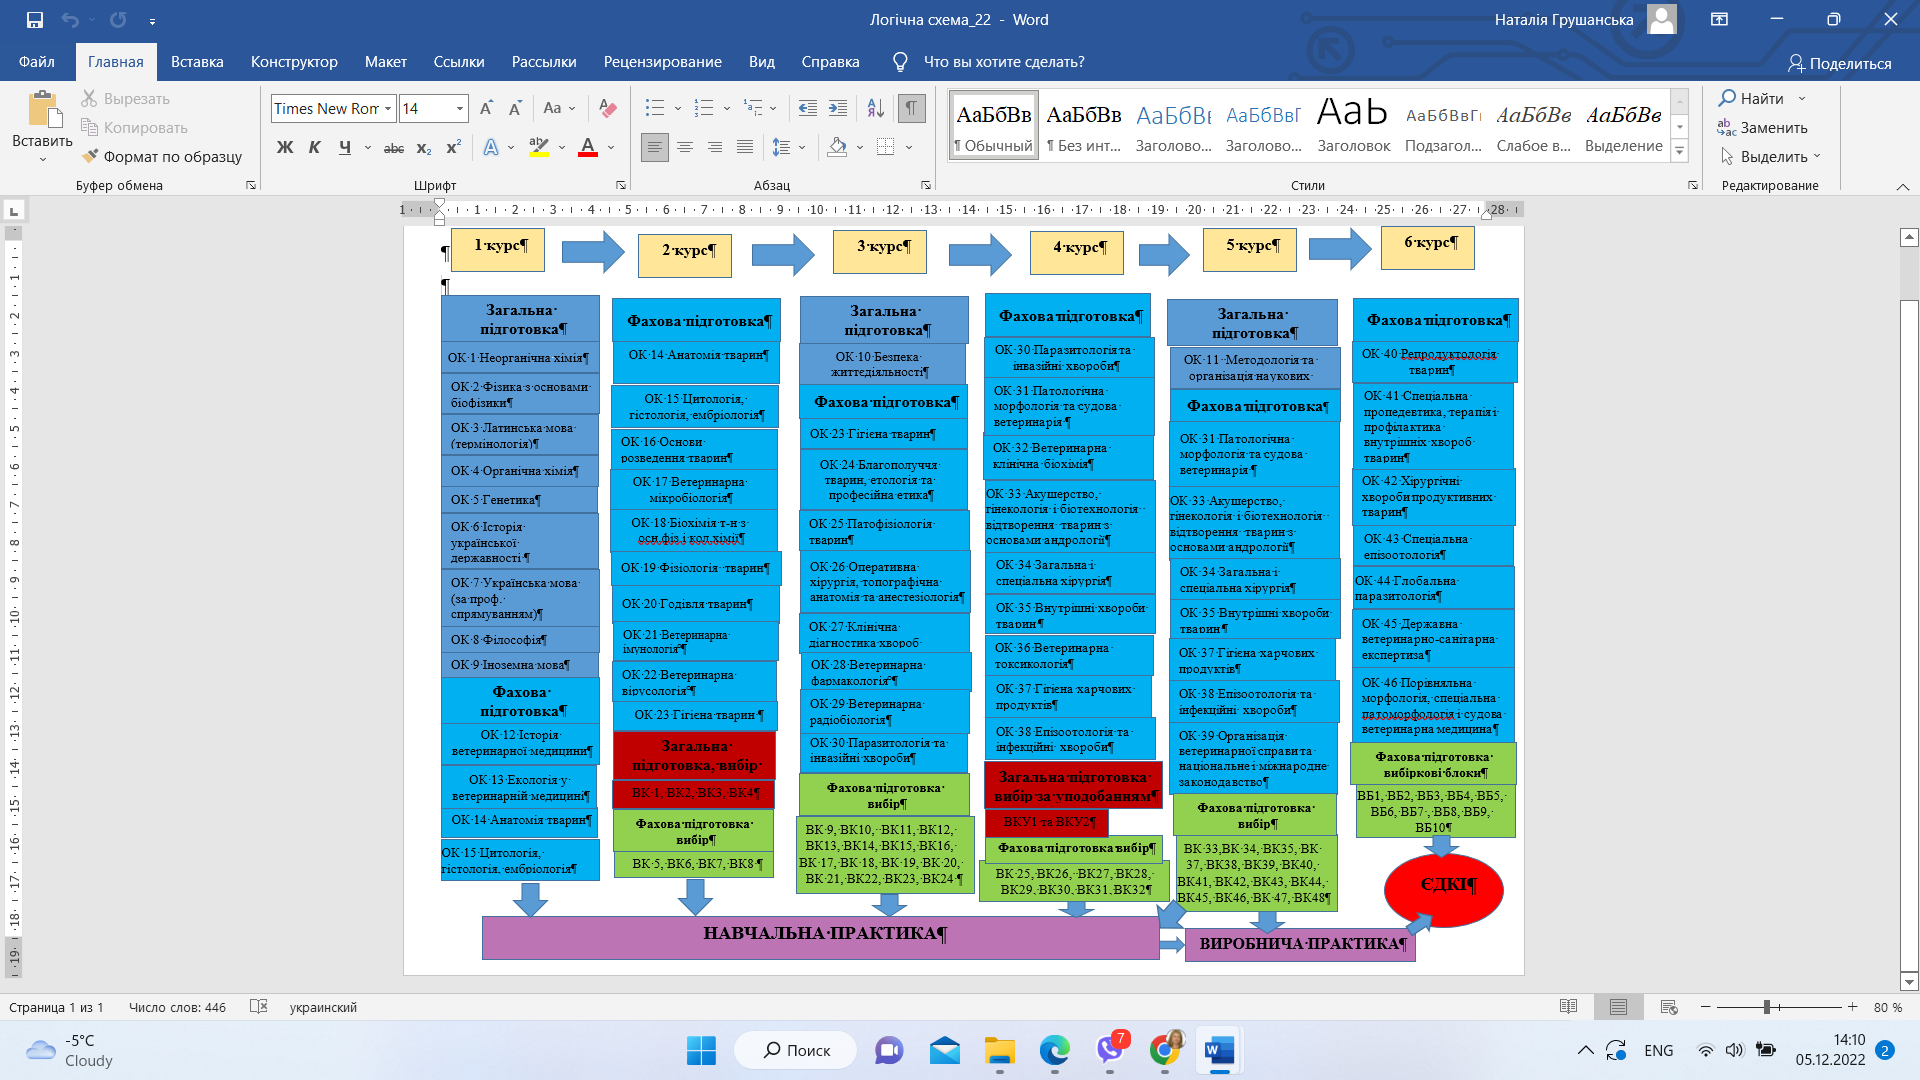 Логічна схема_22 - Word
Наталія Грушанська
Файл
Главная
Вставка
Конструктор
Макет
Ссылки
Рассылки
Рецензирование
Вид
Справка
Что вы хотите сделать?
Поделиться
Вставить
Вырезать
Копировать
Формат по образцу
Буфер обмена
Times New Rom
14
Шрифт
Абзац
АаБбВв
¶ Обычный
АаБбВв
¶ Без инт...
АаБбВі
Заголово...
АаБбВвГ
Заголово...
АаЬ
Заголовок
АаБбВвГі
Подзагол...
АаБбВв
Слабое в...
АаБбВв
Выделение
Стили
Найти
Заменить
Выделить
Редактирование
1 курс¶
2 курс¶
3 курс¶
4 курс¶
5 курс¶
6 курс¶
Загальна
підготовка¶
ОК 1 Неорганічна хімія¶
ОК 2 Фізика з основами
біофізики¶
ОК 3 Латинська мова
(термінологія)¶
ОК 4 Органічна хімія¶
ОК 5 Генетика¶
ОК 6 Історія
української
державності ¶
ОК 7 Українська мова
(за проф.
спрямуванням)¶
ОК 8 Філософія¶
ОК 9 Іноземна мова¶
Фахова
підготовка¶
ОК 12 Історія
ветеринарної медицини¶
ОК 13 Екологія у
ветеринарній медицині¶
ОК 14 Анатомія тварин¶
ОК 15 Цитологія,
гістологія, ембріологія¶
Фахова підготовка¶
ОК 14 Анатомія тварин¶
ОК 15 Цитологія,
гістологія, ембріологія¶
ОК 16 Основи
розведення тварин¶
ОК 17 Ветеринарна
мікробіологія¶
ОК 18 Біохімія т-н з
осн.фіз.і кол.хімії¶
ОК 19 Фізіологія тварин¶
ОК 20 Годівля тварин¶
ОК 21 Ветеринарна
імунологія¶
ОК 22 Ветеринарна
вірусологія¶
ОК 23 Гігієна тварин ¶
Загальна
підготовка, вибір
ВК 1, ВК2, ВК3, ВК4¶
Фахова підготовка
вибір¶
ВК 5, ВК6, ВК7, ВК8 ¶
Загальна
підготовка¶
ОК 10 Безпека
життєдіяльності¶
Фахова підготовка¶
ОК 23 Гігієна тварин¶
ОК 24 Благополуччя
тварин, етологія та
професійна етика¶
ОК 25 Патофізіологія
тварин¶
ОК 26 Оперативна
хірургія, топографічна
анатомія та анестезіологія¶
ОК 27 Клінічна
діагностика хвороб
ОК 28 Ветеринарна
фармакологія¶
ОК 29 Ветеринарна
радіобіологія¶
ОК 30 Паразитологія та
інвазійні хвороби¶
Фахова підготовка
вибір¶
ВК 9, ВК10, ВК11, ВК12,
ВК13, ВК14, ВК15, ВК16,
ВК 17, ВК 18, ВК 19, ВК 20,
ВК 21, ВК22, ВК23, ВК24 ¶
Фахова підготовка¶
ОК 30 Паразитологія та
інвазійні хвороби¶
ОК 31 Патологічна
морфологія та судова
ветеринарія ¶
ОК 32 Ветеринарна
клінічна біохімія¶
ОК 33 Акушерство,
гінекологія і біотехнологія
відтворення тварин з
основами андрології¶
ОК 34 Загальна і
спеціальна хірургія¶
ОК 35 Внутрішні хвороби
тварин¶
ОК 36 Ветеринарна
токсикологія¶
ОК 37 Гігієна харчових
продуктів¶
ОК 38 Епізоотологія та
інфекційні хвороби¶
Загальна підготовка
вибір за уподобанням¶
ВКУ1 та ВКУ2¶
Фахова підготовка вибір¶
ВК 25, ВК26, ВК27, ВК28,
ВК29, ВК30, ВК31, ВК32¶
Загальна
підготовка¶
ОК 11 Методологія та
організація наукових
Фахова підготовка¶
ОК 31 Патологічна
морфологія та судова
ветеринарія ¶
ОК 33 Акушерство,
гінекологія і біотехнологія
відтворення тварин з
основами андрології¶
ОК 34 Загальна і
спеціальна хірургія¶
ОК 35 Внутрішні хвороби
тварин¶
ОК 37 Гігієна харчових
продуктів¶
ОК 38 Епізоотологія та
інфекційні хвороби¶
ОК 39 Організація
ветеринарної справи та
національне і міжнародне
законодавство¶
Фахова підготовка
вибір¶
ВК 33,ВК 34, ВК35, ВК
37, ВК38, ВК39, ВК40,
ВК41, ВК42, ВК43, ВК44,
ВК45, ВК46, ВК 47, ВК48¶
Фахова підготовка¶
ОК 40 Репродуктологія
тварин¶
ОК 41 Спеціальна
пропедевтика, терапія і
профілактика
внутрішніх хвороб
тварин¶
ОК 42 Хірургічні
хвороби продуктивних
тварин¶
ОК 43 Спеціальна
епізоотологія¶
ОК 44 Глобальна
паразитологія¶
ОК 45 Державна
ветеринарно-санітарна
експертиза¶
ОК 46 Порівняльна
морфологія, спеціальна
патоморфологія і судова
ветеринарна медицина¶
Фахова підготовка
вибіркові блоки¶
ВБ1, ВБ2, ВБ3, ВБ4, ВБ5,
ВБ6, ВБ7 , ВБ8, ВБ9,
ВБ10¶
ЄДКІ¶
НАВЧАЛЬНА ПРАКТИКА¶
ВИРОБНИЧА ПРАКТИКА¶
Страница 1 из 1
Число слов: 446
украинский
80 %
-5°C
Cloudy
Поиск
7
ENG
14:10
05.12.2022
2